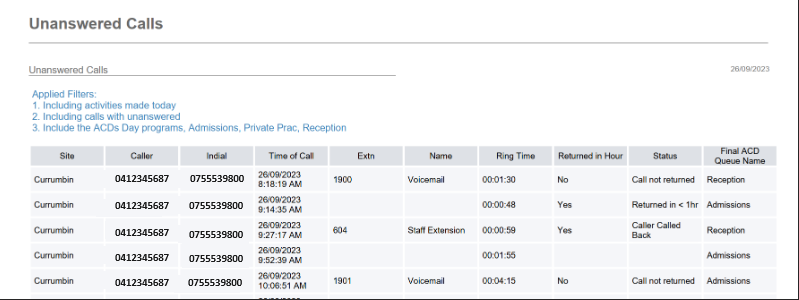 Unanswered Calls
Unanswered Calls 26/09/2023
Applied Filters:
1. Including activities made today
2. Including calls with unanswered
3. Include the ACDs Day programs, Admissions, Private Prac, Reception
Site Caller Indial Time of Call Extn Name Ring Time Returned in Hour Status Final ACD Queue Name
Currumbin 0412345687 0755539800 26/09/2023 8:18:19 AM 1900 Voicemail 00:01:30 No Call not returned Reception
Currumbin 0412345687 0755539800 26/09/2023 9:14:35 AM 00:00:48 Yes Returned in < 1hr Admissions
Currumbin 0412345687 0755539800 26/09/2023 9:27:17 AM 604 Staff Extension 00:00:59 Yes Caller Called Back Reception
Currumbin 0412345687 0755539800 26/09/2023 9:52:39 AM 00:01:55 Admissions
Currumbin 0412345687 0755539800 26/09/2023 10:06:51 AM 1901 Voicemail 00:04:15 No Call not returned Admissions